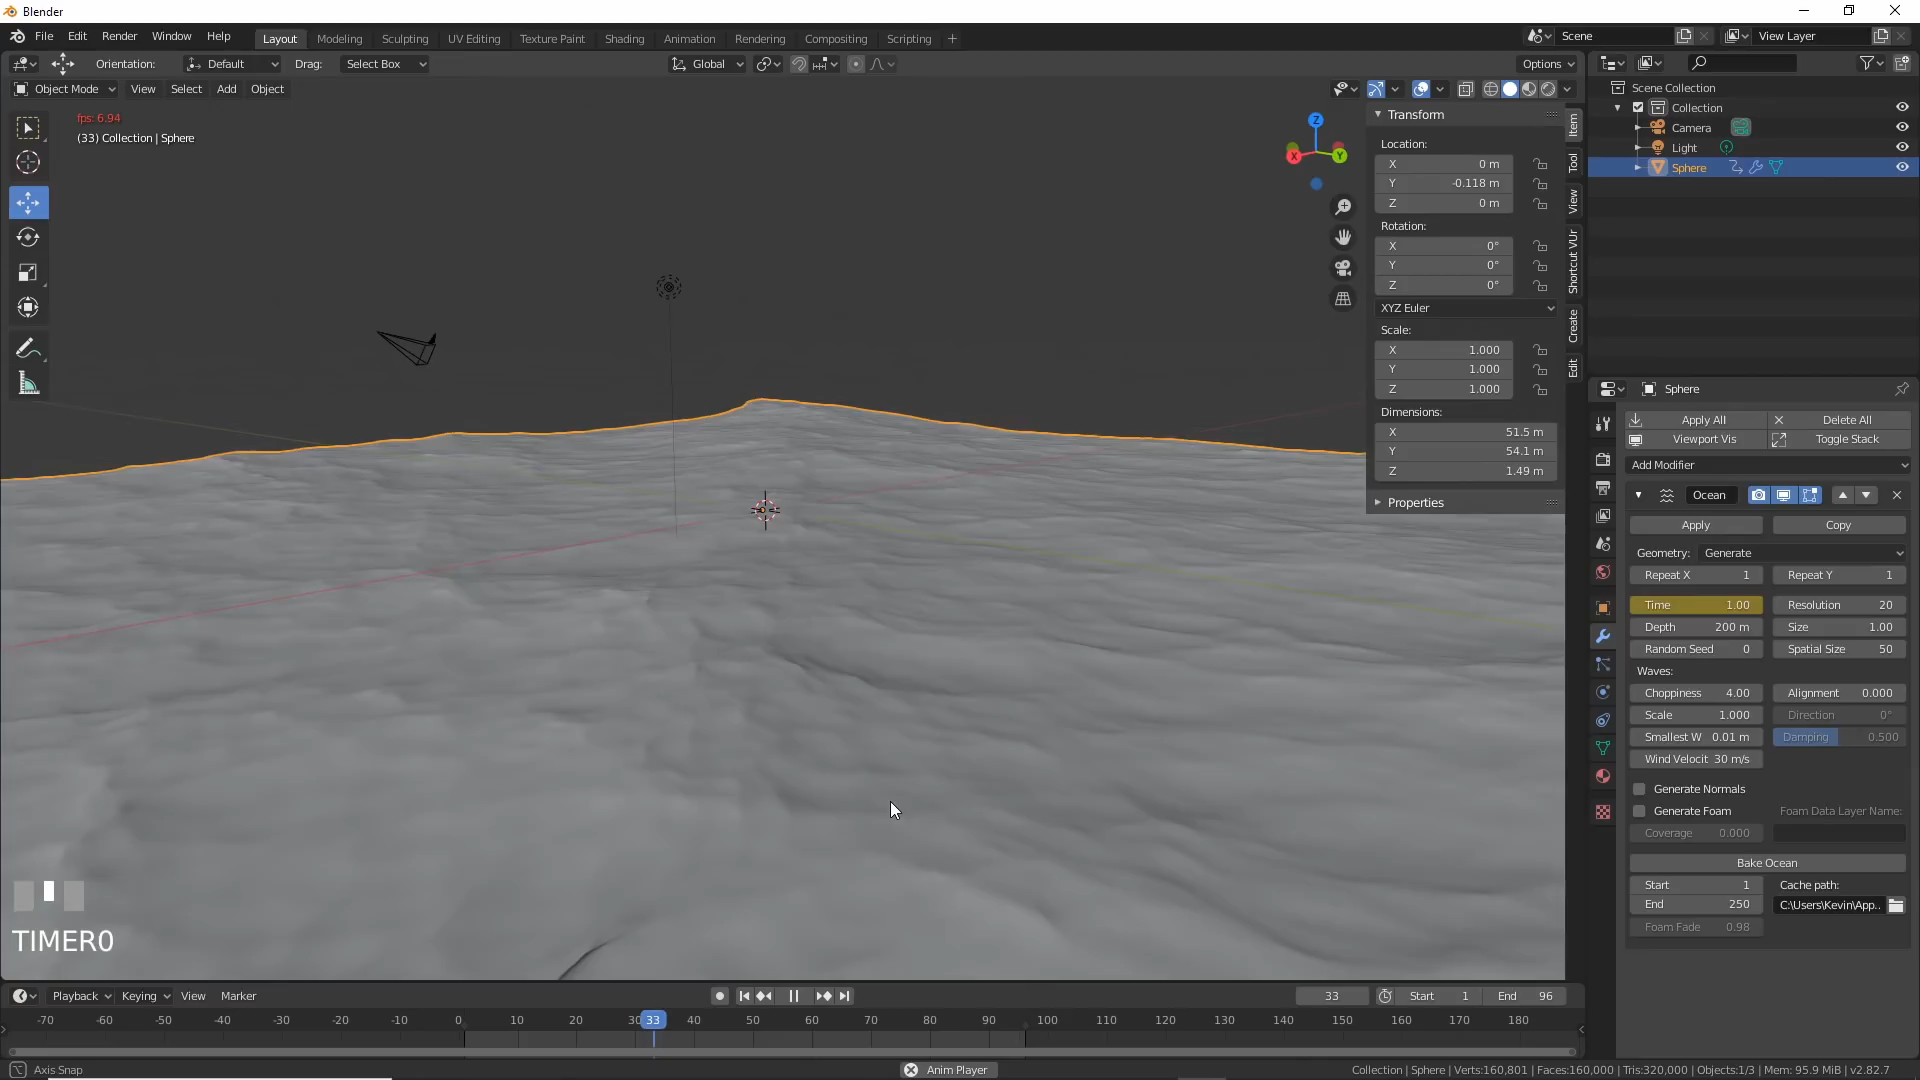 Blender
File Edit Render Window Help
Layout Modeling Sculpting UV Editing Texture Paint Shading Animation Rendering Compositing Scripting +
Scene
View Layer
Orientation: Default Drag: Select Box Global Options
Object Mode View Select Add Object
fps: 6.94
(33) Collection | Sphere
Z
X
Y
Transform
Location:
X 0 m
Y -0.118 m
Z 0 m
Rotation:
X 0°
Y 0°
Z 0°
XYZ Euler
Scale:
X 1.000
Y 1.000
Z 1.000
Dimensions:
X 51.5 m
Y 54.1 m
Z 1.49 m
Properties
Item
Tool
View
Shortcut VUr
Create
Edit
Scene Collection
Collection
Camera
Light
Sphere
Sphere
Apply All Delete All
Viewport Vis Toggle Stack
Add Modifier
Ocean
Apply Copy
Geometry: Generate
Repeat X 1 Repeat Y 1
Time 1.00 Resolution 20
Depth 200 m Size 1.00
Random Seed 0 Spatial Size 50
Waves:
Choppiness 4.00 Alignment 0.000
Scale 1.000 Direction 0°
Smallest W 0.01 m Damping 0.500
Wind Velocit 30 m/s
Generate Normals
Generate Foam Foam Data Layer Name:
Coverage 0.000
Bake Ocean
Start 1 Cache path:
End 250 C:\Users\Kevin\App..
Foam Fade 0.98
TIMER0
Playback Keying View Marker 33 Start 1 End 96
-70 -60 -50 -40 -30 -20 -10 0 10 20 30 33 40 50 60 70 80 90 100 110 120 130 140 150 160 170 180
Axis Snap Anim Player Collection | Sphere | Verts:160,801 | Faces:160,000 | Tris:320,000 | Objects:1/3 | Mem: 95.9 MiB | v2.82.7